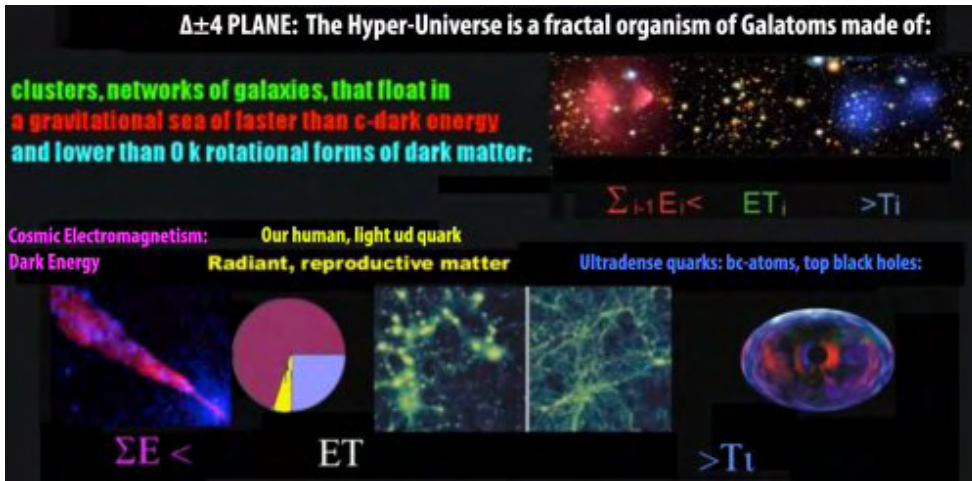 Δ±4 PLANE: The Hyper-Universe is a fractal organism of Galatoms made of:
clusters, networks of galaxies, that float in
a gravitational sea of faster than c-dark energy
and lower than 0 k rotational forms of dark matter:
Σ i-1 Ei< ETi >Ti
Cosmic Electromagnetism: Our human, light ud quark
Dark Energy Radiant, reproductive matter Ultradense quarks: bc-atoms, top black holes:
ΣE < ET >Tι